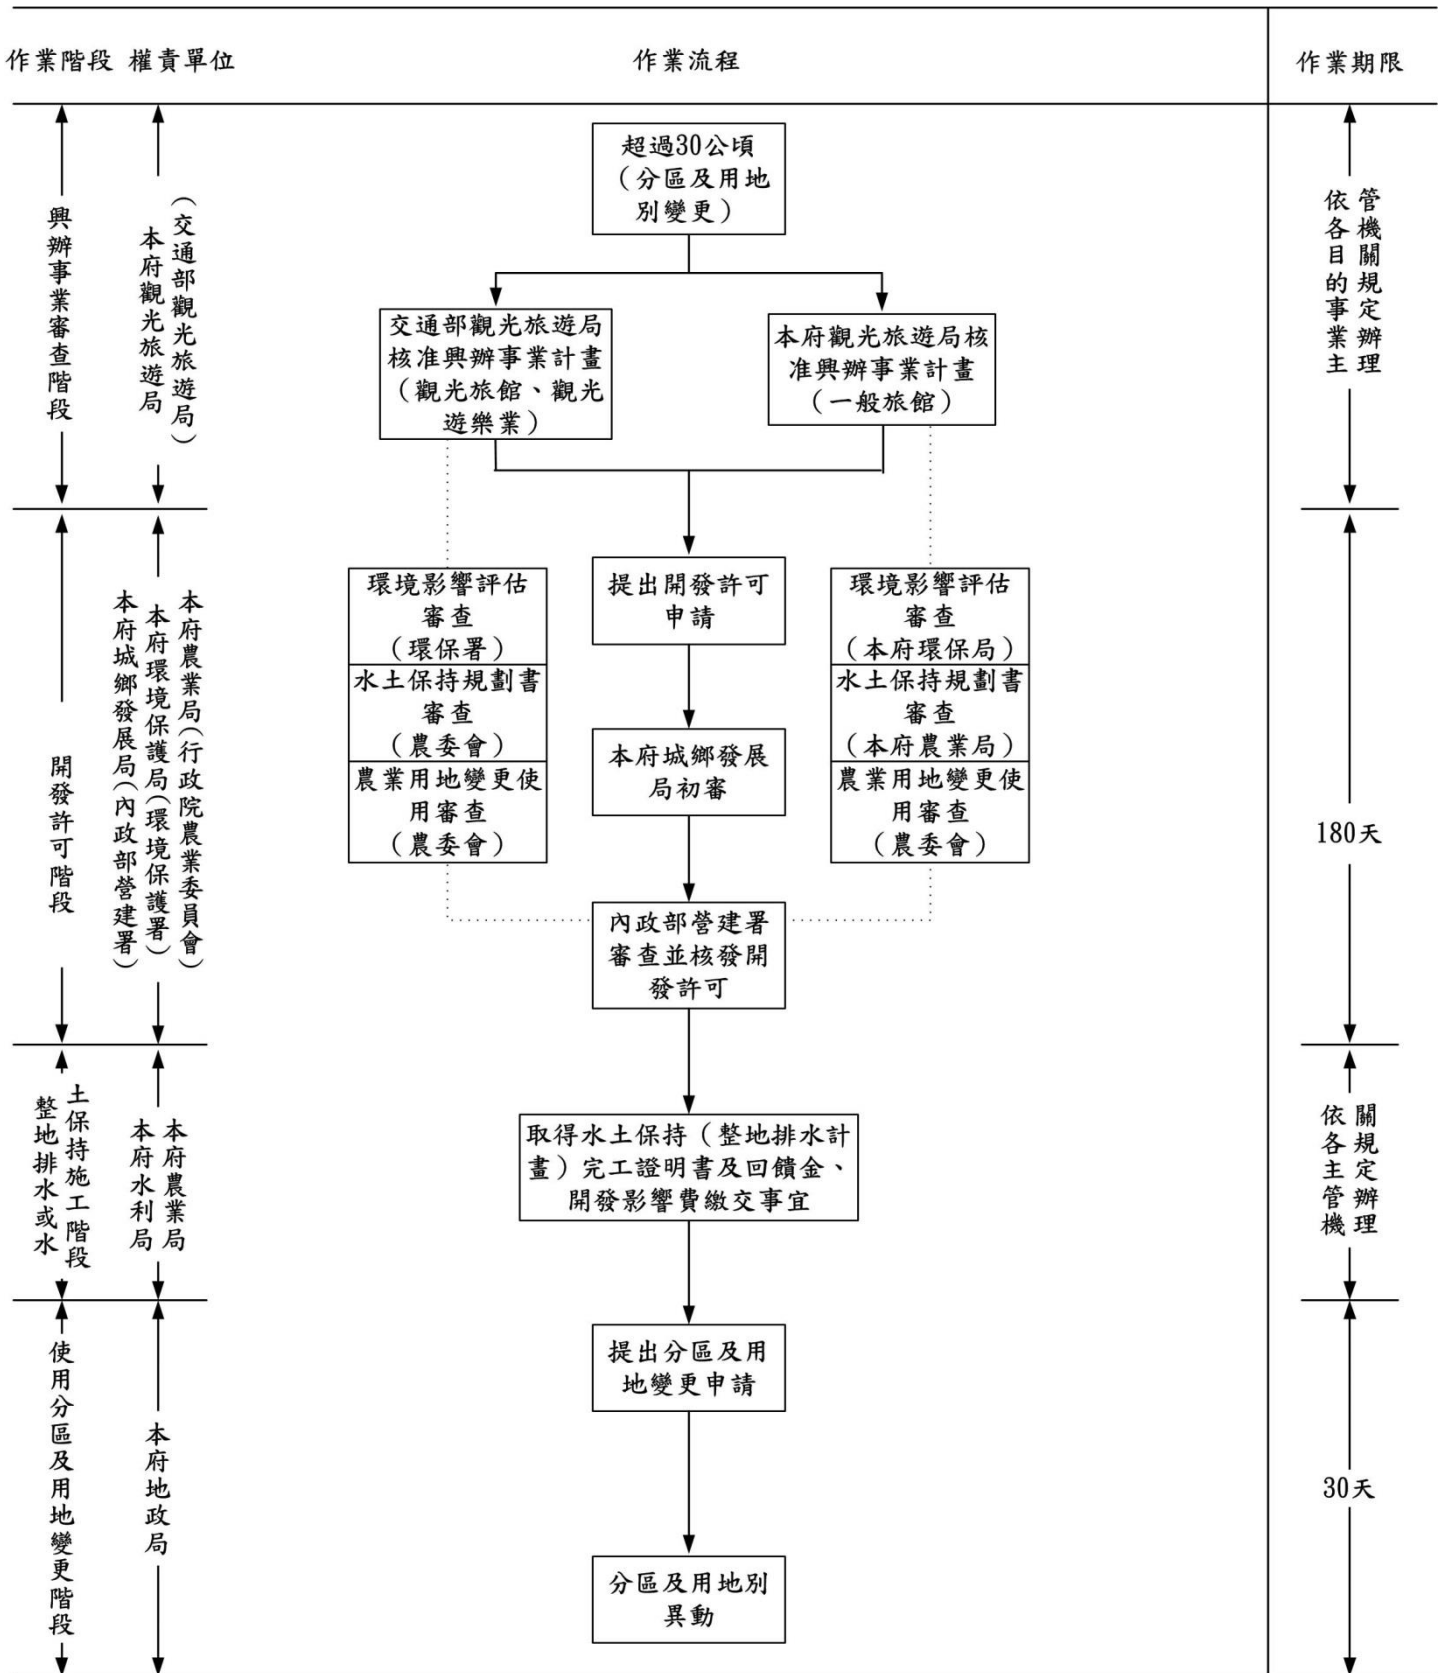 作業階段 權責單位 作業流程 作業期限
興辦事業審查階段
(交通部觀光旅遊局)
本府觀光旅遊局
超過30公頃
（分區及用地
別變更）
交通部觀光旅遊局
核准興辦事業計畫
（觀光旅館、觀光
遊樂業）
本府觀光旅遊局核
准興辦事業計畫
（一般旅館）
管機關規定辦理
依各目的事業主
開發許可階段
本府農業局(行政院農業委員會)
本府環境保護局(環境保護署)
本府城鄉發展局(內政部營建署)
環境影響評估
審查
（環保署）
水土保持規劃書
審查
（農委會）
農業用地變更使
用審查
（農委會）
提出開發許可
申請
本府城鄉發展
局初審
環境影響評估
審查
（本府環保局）
水土保持規劃書
審查
（本府農業局）
農業用地變更使
用審查
（農委會）
內政部營建署
審查並核發開
發許可
180天
土保持施工階段
整地排水或水
本府農業局
本府水利局
取得水土保持（整地排水計
畫）完工證明書及回饋金、
開發影響費繳交事宜
關規定辦理
依各主管機
使用分區及用地變更階段
本府地政局
提出分區及用
地變更申請
分區及用地別
異動
30天